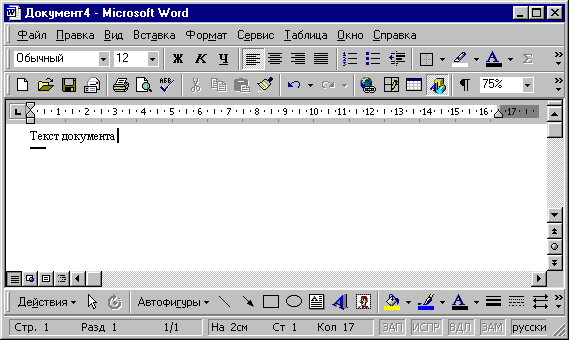 Документ4 - Microsoft Word
Файл Правка Вид Вставка Формат Сервис Таблица Окно Справка
Обычный 12 Ж К Ч
75%
1 2 3 4 5 6 7 8 9 10 11 12 13 14 15 16 17
Текст документа
Действия Автофигуры
Стр. 1 Разд 1 1/1 На 2см Ст 1 Кол 17 ЗАП ИСПР ВДЛ ЗАМ русски